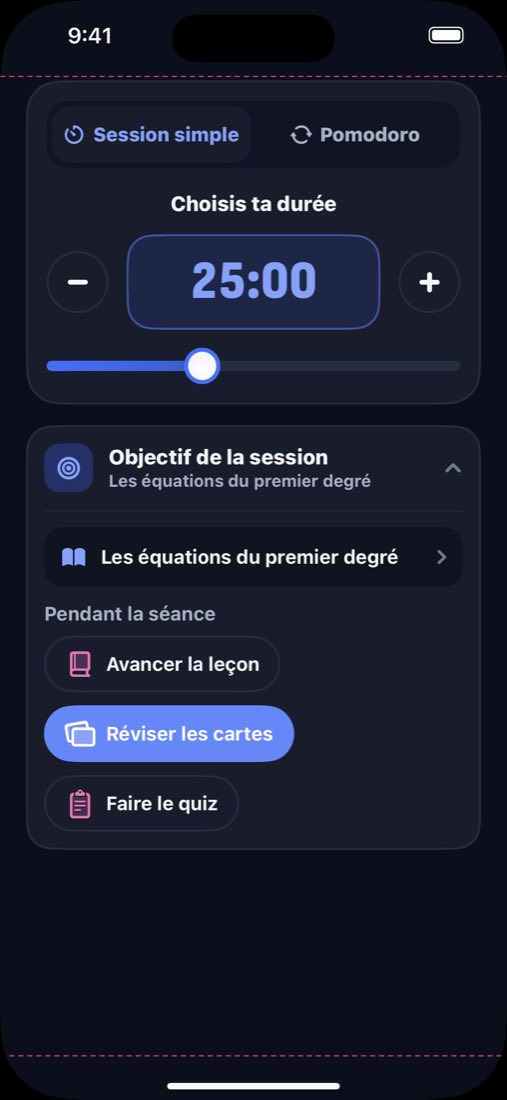 9:41
Session simple
Pomodoro
Choisis ta durée
25:00
Objectif de la session
Les équations du premier degré
Les équations du premier degré
Pendant la séance
Avancer la leçon
Réviser les cartes
Faire le quiz